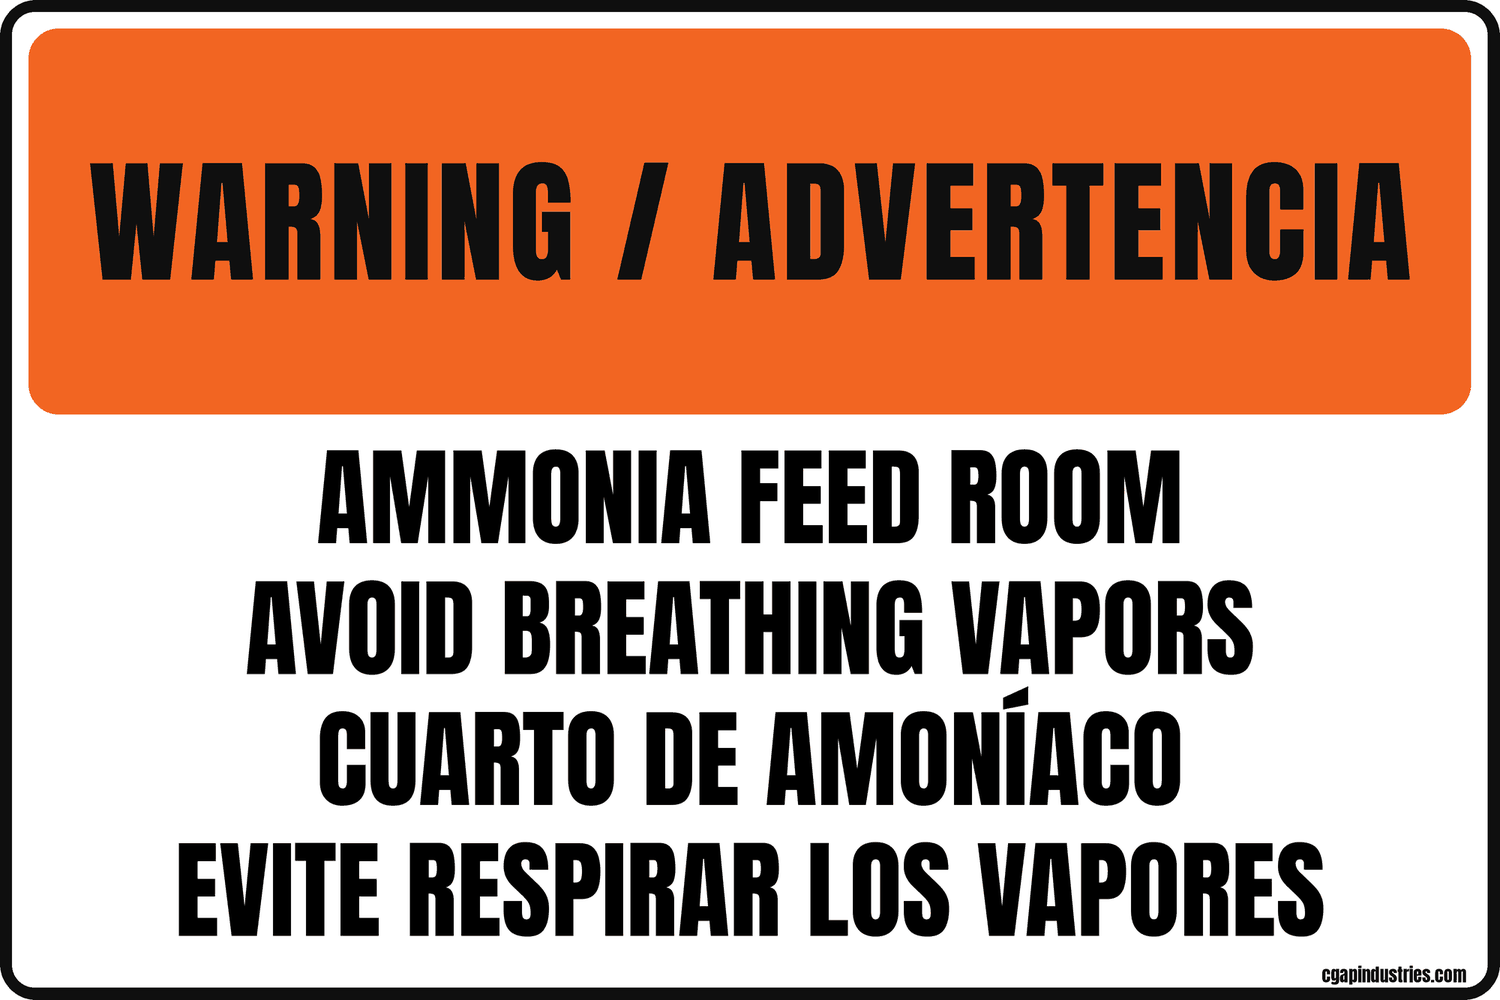 WARNING / ADVERTENCIA
AMMONIA FEED ROOM
AVOID BREATHING VAPORS
CUARTO DE AMONÍACO
EVITE RESPIRAR LOS VAPORES
cgapindustries.com